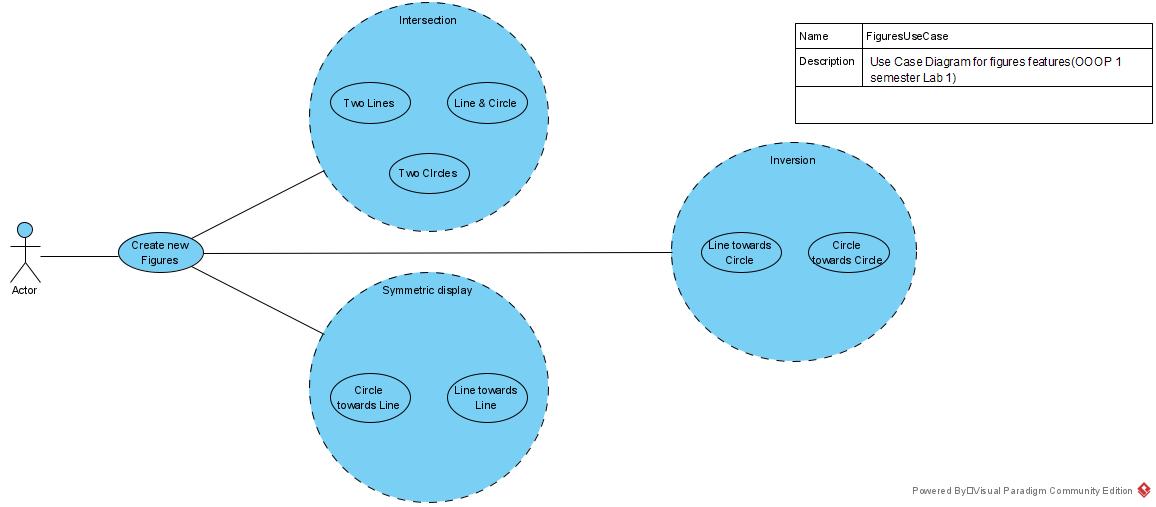 Intersection
Two Lines
Line & Circle
Two CIrcles
Name
FiguresUseCase
Description
Use Case Diagram for figures features(OOOP 1
semester Lab 1)
Inversion
Line towards
Circle
Circle
towards Circle
Actor
Create new
Figures
Symmetric display
Circle
towards Line
Line towards
Line
Powered By□Visual Paradigm Community Edition